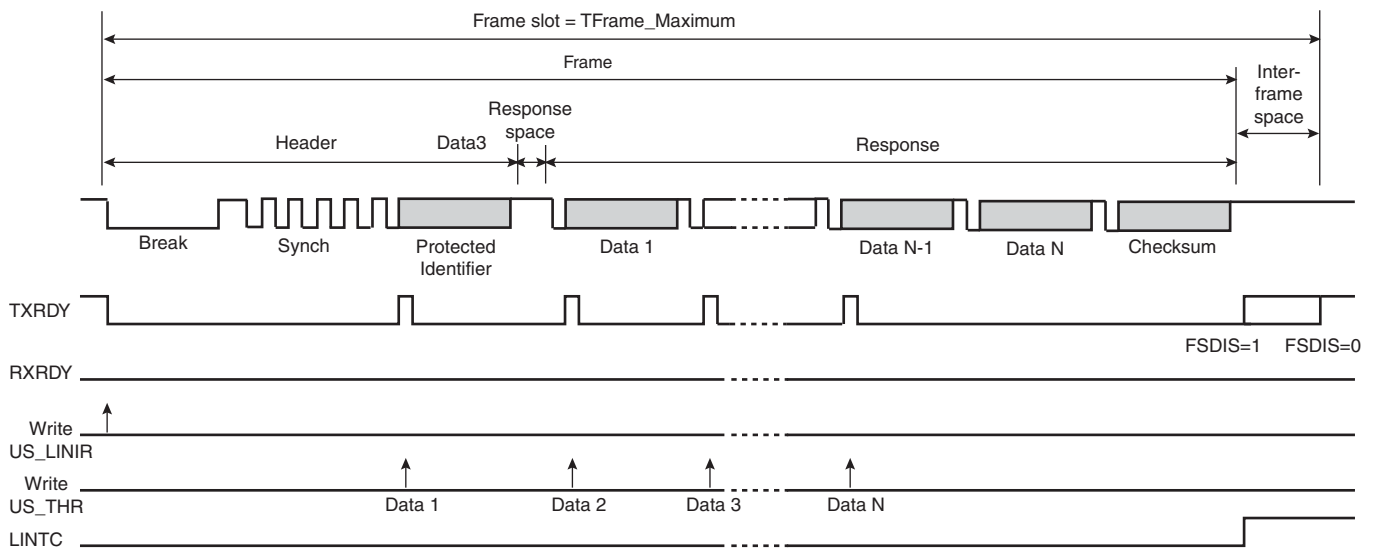 Frame slot = TFrame_Maximum
Frame
Inter-
frame
space
Response
space
Header
Data3
Response
Break
Synch
Protected
Identifier
Data 1
Data N-1
Data N
Checksum
TXRDY
FSDIS=1
FSDIS=0
RXRDY
Write
US_LINIR
Write
US_THR
Data 1
Data 2
Data 3
Data N
LINTC